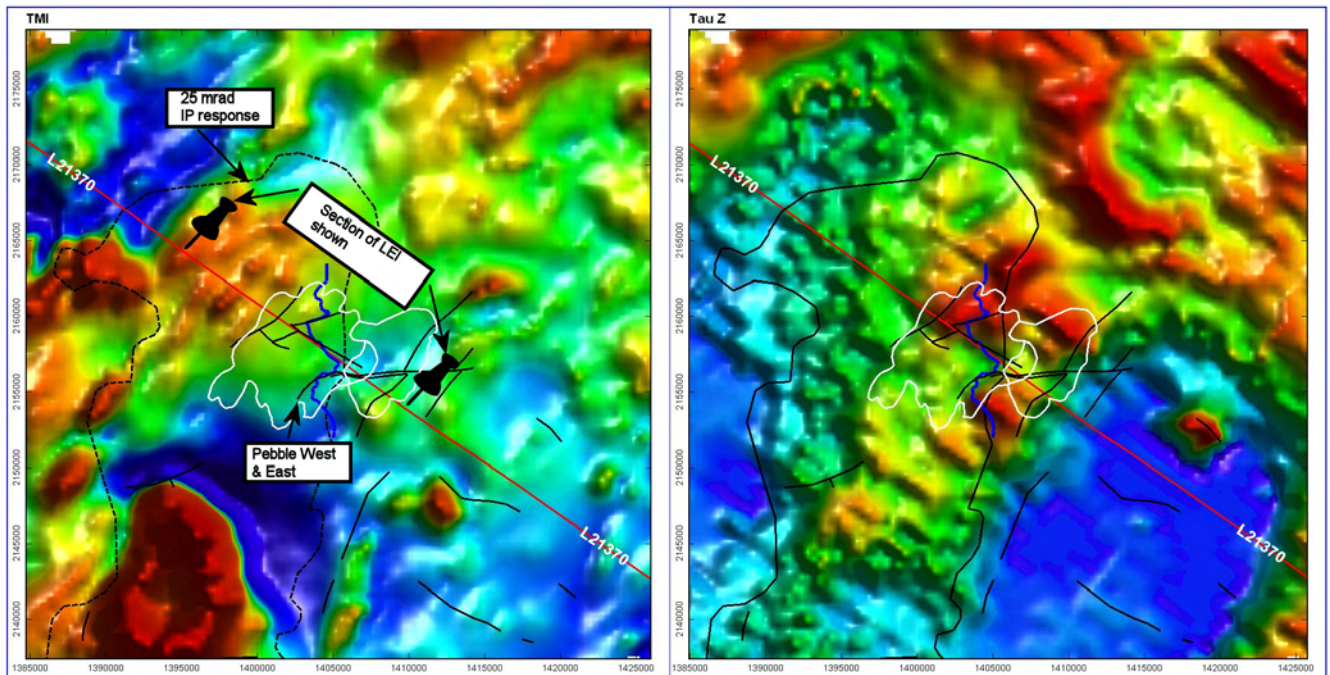 TMI
25 mrad
IP response
L21370
Section of LEI
shown
Pebble West
& East
L21370
2175000
2170000
2165000
2160000
2155000
2150000
2145000
2140000
1385000 1390000 1395000 1400000 1405000 1410000 1415000 1420000 1425000
Tau Z
L21370
L21370
2175000
2170000
2165000
2160000
2155000
2150000
2145000
2140000
1385000 1390000 1395000 1400000 1405000 1410000 1415000 1420000 1425000